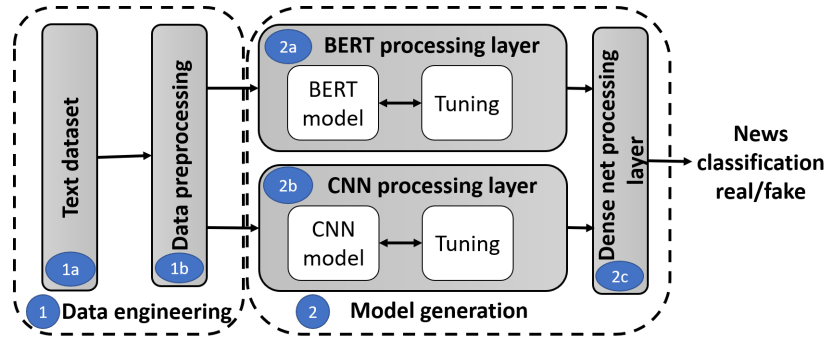 Text dataset
1a
Data preprocessing
1b
1
Data engineering
2a
BERT processing layer
BERT
model
Tuning
2b
CNN processing layer
CNN
model
Tuning
Dense net processing
layer
2c
2
Model generation
News
classification
real/fake